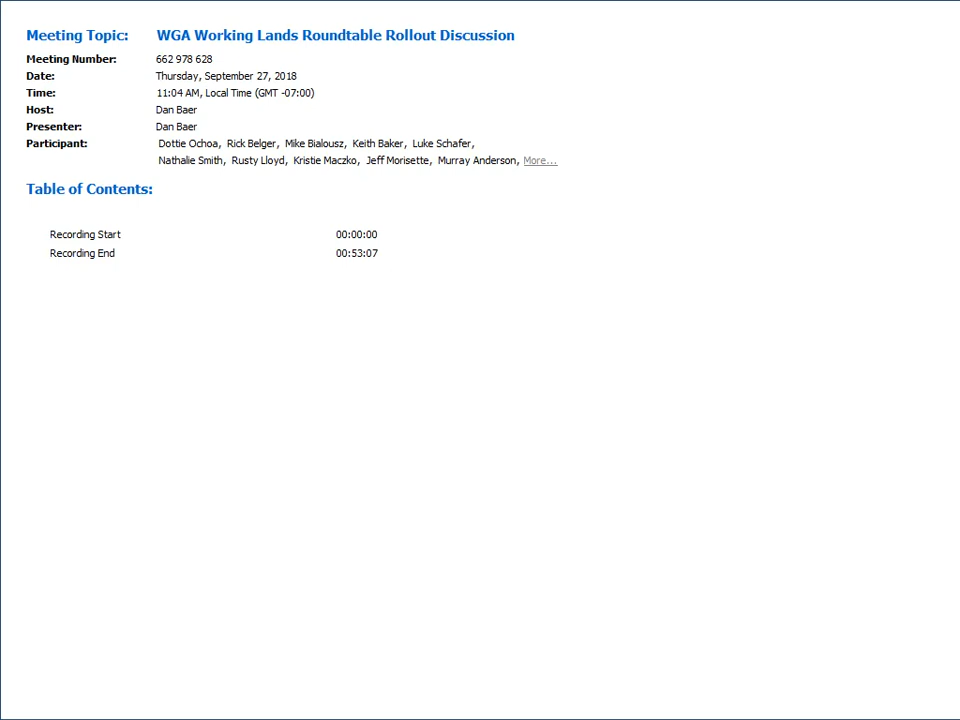 Meeting Topic: WGA Working Lands Roundtable Rollout Discussion
Meeting Number: 662 978 628
Date: Thursday, September 27, 2018
Time: 11:04 AM, Local Time (GMT -07:00)
Host: Dan Baer
Presenter: Dan Baer
Participant: Dottie Ochoa, Rick Belger, Mike Bialousz, Keith Baker, Luke Schafer,
Nathalie Smith, Rusty Lloyd, Kristie Maczko, Jeff Morisette, Murray Anderson, More...
Table of Contents:
Recording Start 00:00:00
Recording End 00:53:07